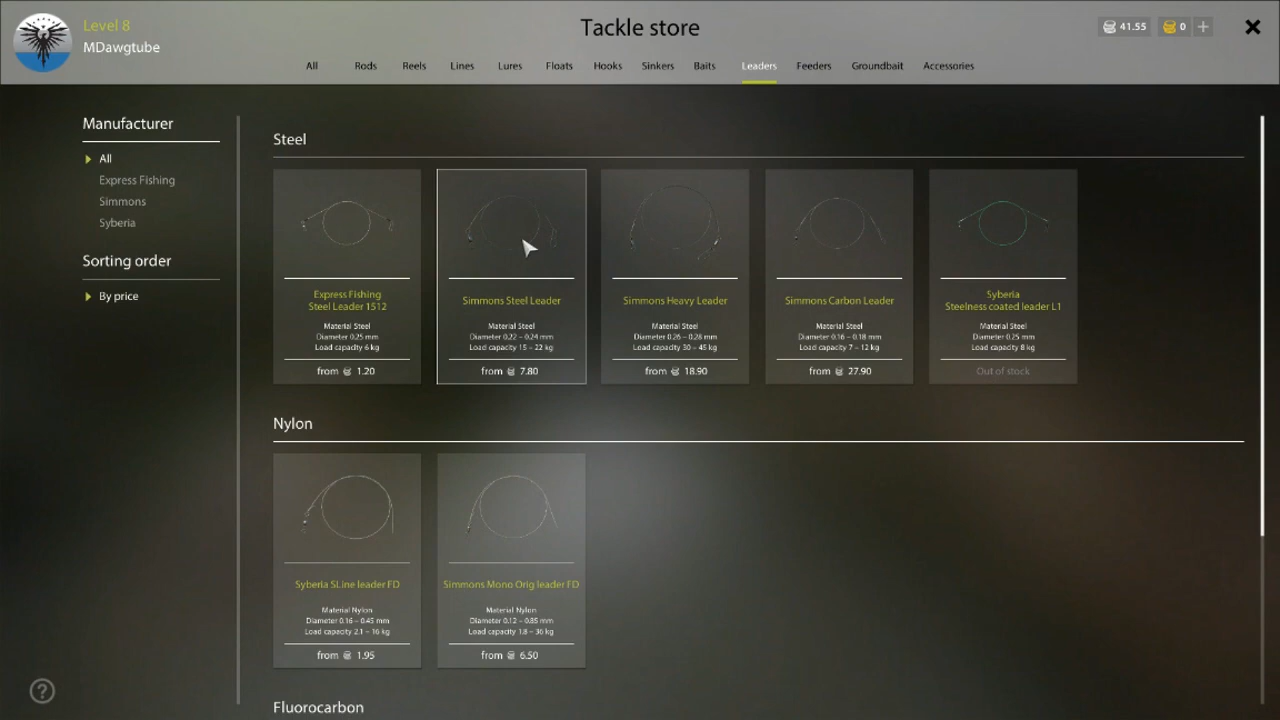 Level 8
MDawgtube
Tackle store
41.55
0
All Rods Reels Lines Lures Floats Hooks Sinkers Baits Leaders Feeders Groundbait Accessories
Manufacturer
All
Express Fishing
Simmons
Syberia
Sorting order
By price
Steel
Express Fishing
Steel Leader 1512
Material Steel
Diameter 0.25 mm
Load capacity 6 kg
from 1.20
Simmons Steel Leader
Material Steel
Diameter 0.22 – 0.24 mm
Load capacity 15 – 22 kg
from 7.80
Simmons Heavy Leader
Material Steel
Diameter 0.26 – 0.28 mm
Load capacity 30 – 45 kg
from 18.90
Simmons Carbon Leader
Material Steel
Diameter 0.16 – 0.18 mm
Load capacity 7 – 12 kg
from 27.90
Syberia
Steelness coated leader L1
Material Steel
Diameter 0.25 mm
Load capacity 8 kg
Out of stock
Nylon
Syberia SLine leader FD
Material Nylon
Diameter 0.16 – 0.45 mm
Load capacity 2.1 – 16 kg
from 1.95
Simmons Mono Orig leader FD
Material Nylon
Diameter 0.12 – 0.85 mm
Load capacity 1.8 – 36 kg
from 6.50
Fluorocarbon